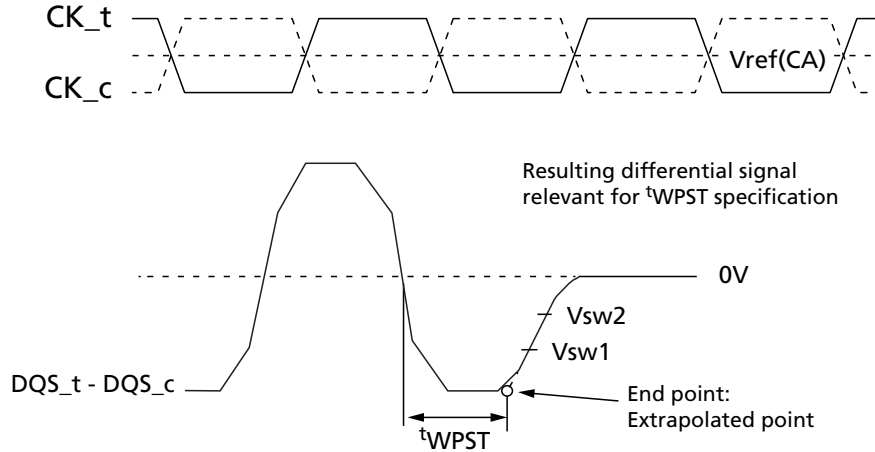 CK_t
Vref(CA)
CK_c
Resulting differential signal
relevant for tWPST specification
0V
Vsw2
Vsw1
DQS_t - DQS_c
End point:
Extrapolated point
tWPST